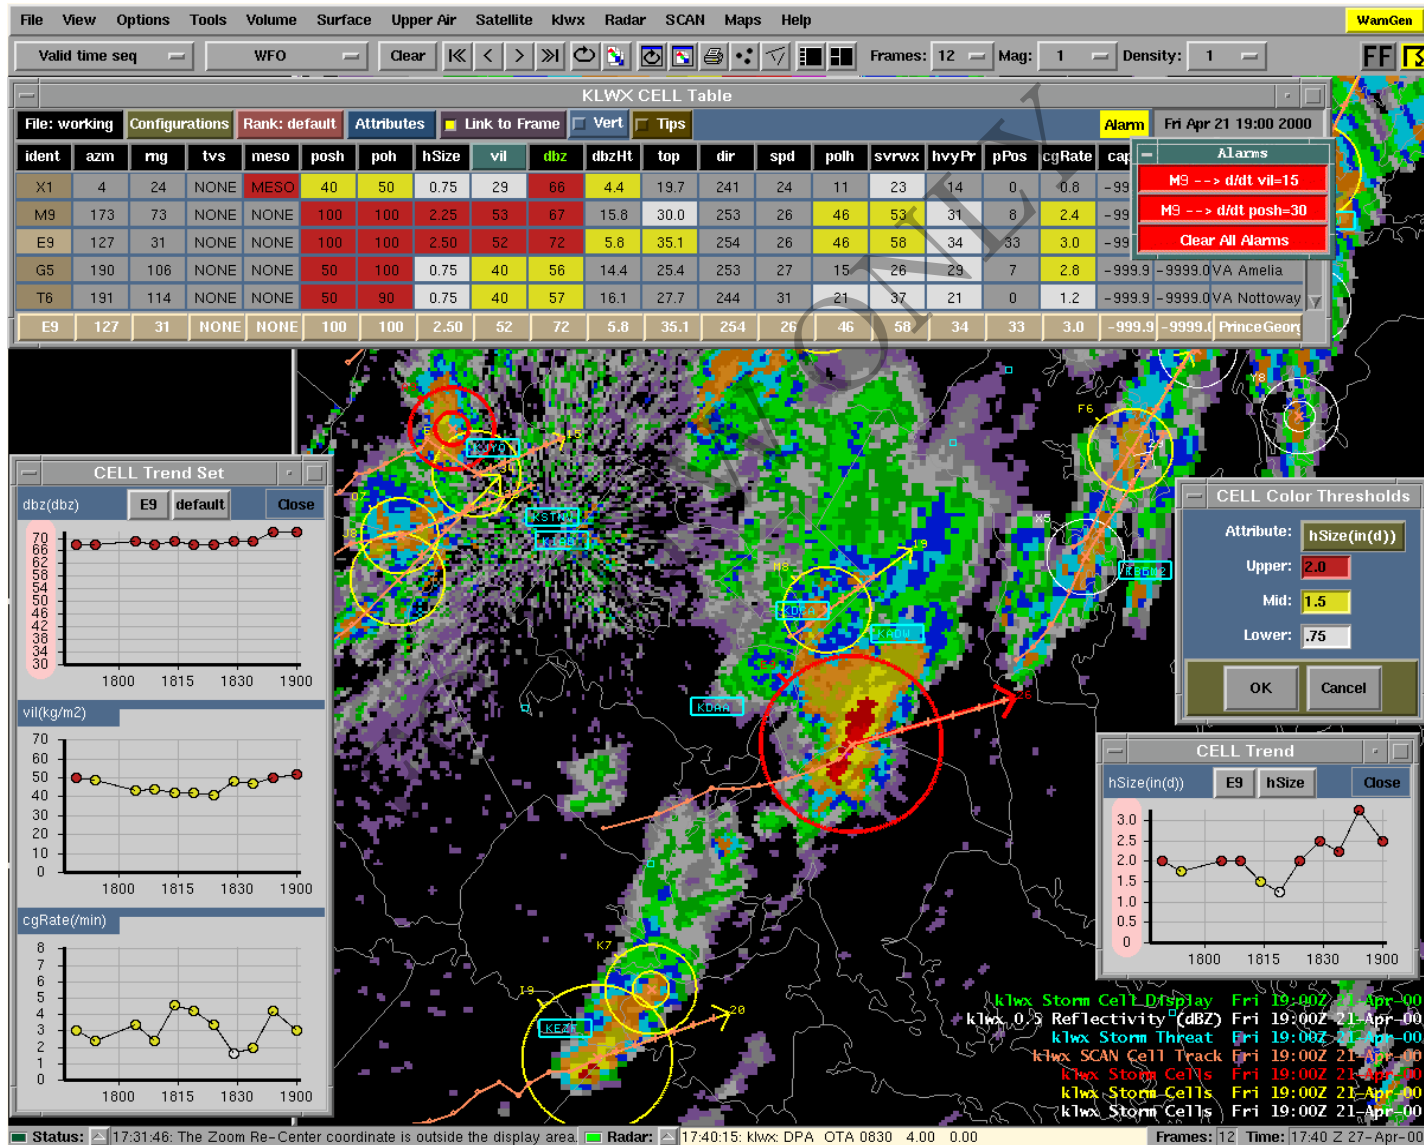 File View Options Tools Volume Surface Upper Air Satellite klwx Radar SCAN Maps Help WarnGen
Valid time seq WFO Clear Frames: 12 Mag: 1 Density: 1 FF
KLWX CELL Table
File: working Configurations Rank: default Attributes Link to Frame Vert Tips Alarm Fri Apr 21 19:00 2000
ident azm rng tvs meso posh poh hSize vil dbz dbzHt top dir spd polh svrwx hvyPr pPos cgRate cap
X1 4 24 NONE MESO 40 50 0.75 29 66 4.4 19.7 241 24 11 23 14 0 0.8 -99
M9 173 73 NONE NONE 100 100 2.25 53 67 15.8 30.0 253 26 46 53 31 8 2.4 -99
E9 127 31 NONE NONE 100 100 2.50 52 72 5.8 35.1 254 26 46 58 34 33 3.0 -99
G5 190 106 NONE NONE 50 100 0.75 40 56 14.4 25.4 253 27 15 26 29 7 2.8 -999.9 -9999.0 VA Amelia
T6 191 114 NONE NONE 50 90 0.75 40 57 16.1 27.7 244 31 21 37 21 0 1.2 -999.9 -9999.0 VA Nottoway
E9 127 31 NONE NONE 100 100 2.50 52 72 5.8 35.1 254 26 46 58 34 33 3.0 -999.9 -9999.0 PrinceGeorg
Alarms
M9 --> d/dt vil=15
M9 --> d/dt posh=30
Clear All Alarms
VIEW ONLY
Y8
F6
15
KSTN
24
X5
J8
19
M8
KDCA
KADW
KDAA
26
K7
I9
20
KEZF
CELL Trend Set
dbz(dbz) E9 default Close
70
66
62
58
54
50
46
42
38
34
30
1800 1815 1830 1900
vil(kg/m2)
70
60
50
40
30
20
10
0
1800 1815 1830 1900
cgRate(/min)
8
7
6
5
4
3
2
1
0
1800 1815 1830 1900
CELL Color Thresholds
Attribute: hSize(in(d))
Upper: 2.0
Mid: 1.5
Lower: .75
OK Cancel
CELL Trend
hSize(in(d)) E9 hSize Close
3.0
2.5
2.0
1.5
1.0
0.5
0
1800 1815 1830 1900
klwx Storm Cell Display Fri 19:00Z 21-Apr-00
klwx 0.5 Reflectivity (dBZ) Fri 19:00Z 21-Apr-00
klwx Storm Threat Fri 19:00Z 21-Apr-00
klwx SCAN Cell Track Fri 19:00Z 21-Apr-00
klwx Storm Cells Fri 19:00Z 21-Apr-00
klwx Storm Cells Fri 19:00Z 21-Apr-00
klwx Storm Cells Fri 19:00Z 21-Apr-00
Status: 17:31:46: The Zoom Re-Center coordinate is outside the display area. Radar: 17:40:15: klwx: DPA OTA 0830 4.00 0.00 Frames: 12 Time: 17:40 Z 27-Apr-00